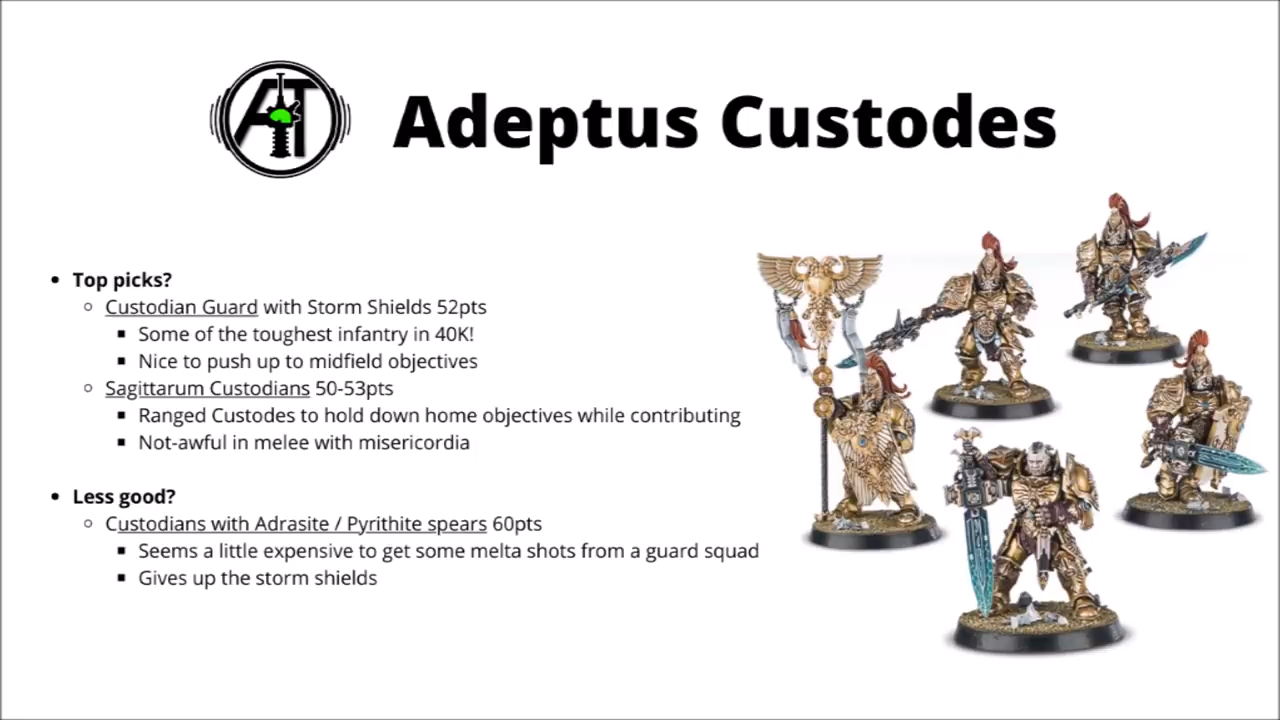 AT
Adeptus Custodes
• Top picks?
○ Custodian Guard with Storm Shields 52pts
▪ Some of the toughest infantry in 40K!
▪ Nice to push up to midfield objectives
○ Sagittarum Custodians 50-53pts
▪ Ranged Custodes to hold down home objectives while contributing
▪ Not-awful in melee with misericordia
• Less good?
○ Custodians with Adrasite / Pyrithite spears 60pts
▪ Seems a little expensive to get some melta shots from a guard squad
▪ Gives up the storm shields